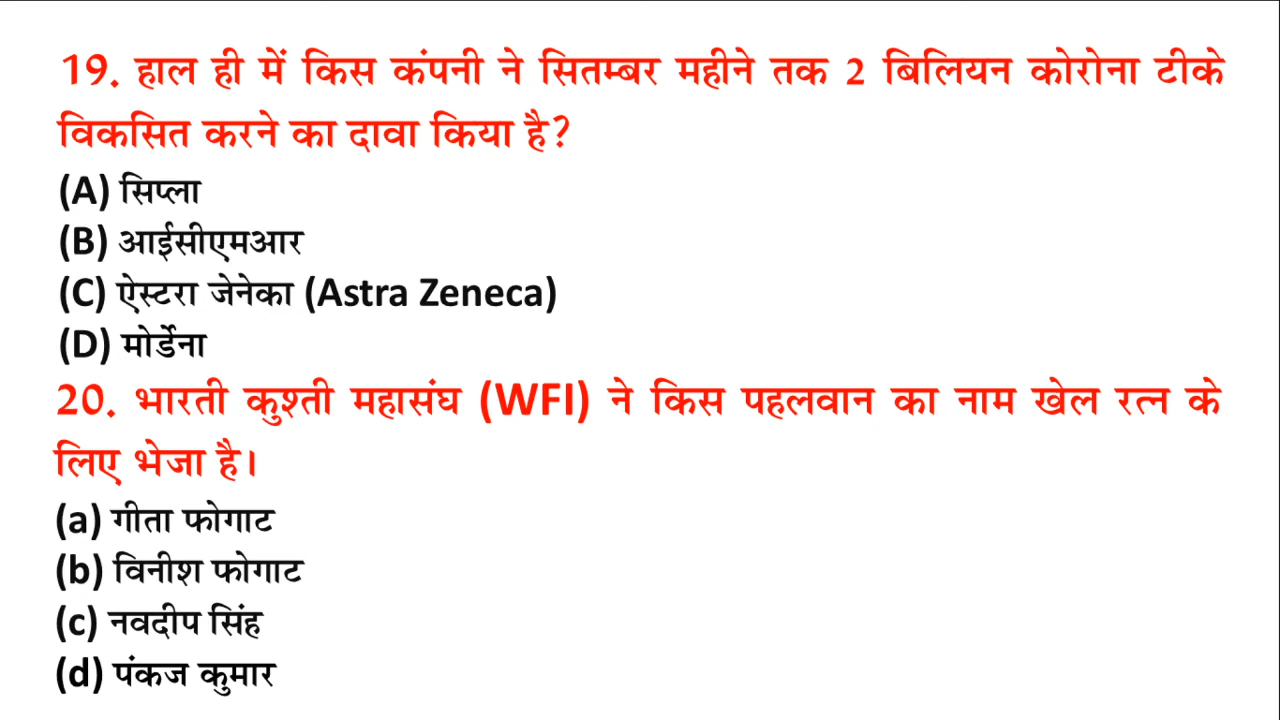 19. हाल ही में किस कंपनी ने सितम्बर महीने तक 2 बिलियन कोरोना टीके
विकसित करने का दावा किया है?
(A) सिप्ला
(B) आईसीएमआर
(C) ऐस्टरा जेनेका (Astra Zeneca)
(D) मोर्डेना
20. भारती कुश्ती महासंघ (WFI) ने किस पहलवान का नाम खेल रत्न के
लिए भेजा है।
(a) गीता फोगाट
(b) विनीश फोगाट
(c) नवदीप सिंह
(d) पंकज कुमार